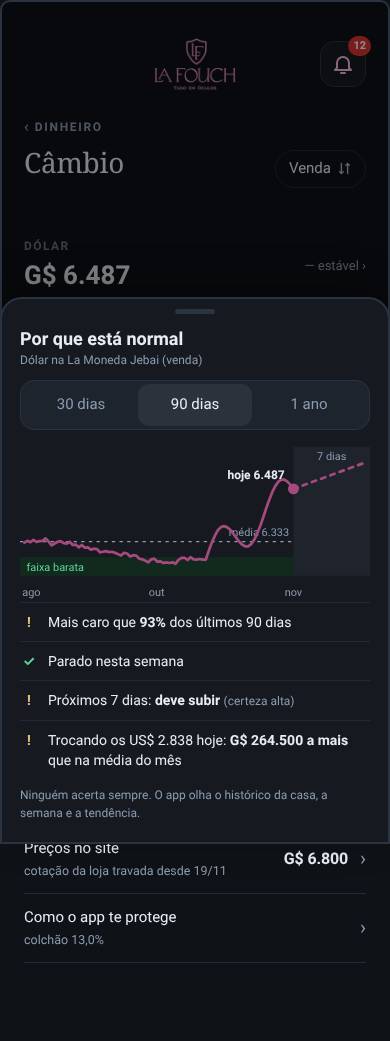 LF
LA FOUCH
12
‹ DINHEIRO
Câmbio
Venda
DÓLAR
G$ 6.487
— estável ›
Por que está normal
Dólar na La Moneda Jebai (venda)
30 dias
90 dias
1 ano
7 dias
hoje 6.487
média 6.333
faixa barata
ago
out
nov
! Mais caro que 93% dos últimos 90 dias
Parado nesta semana
! Próximos 7 dias: deve subir (certeza alta)
! Trocando os US$ 2.838 hoje: G$ 264.500 a mais
que na média do mês
Ninguém acerta sempre. O app olha o histórico da casa, a
semana e a tendência.
Preços no site
G$ 6.800 ›
cotação da loja travada desde 19/11
Como o app te protege
›
colchão 13,0%